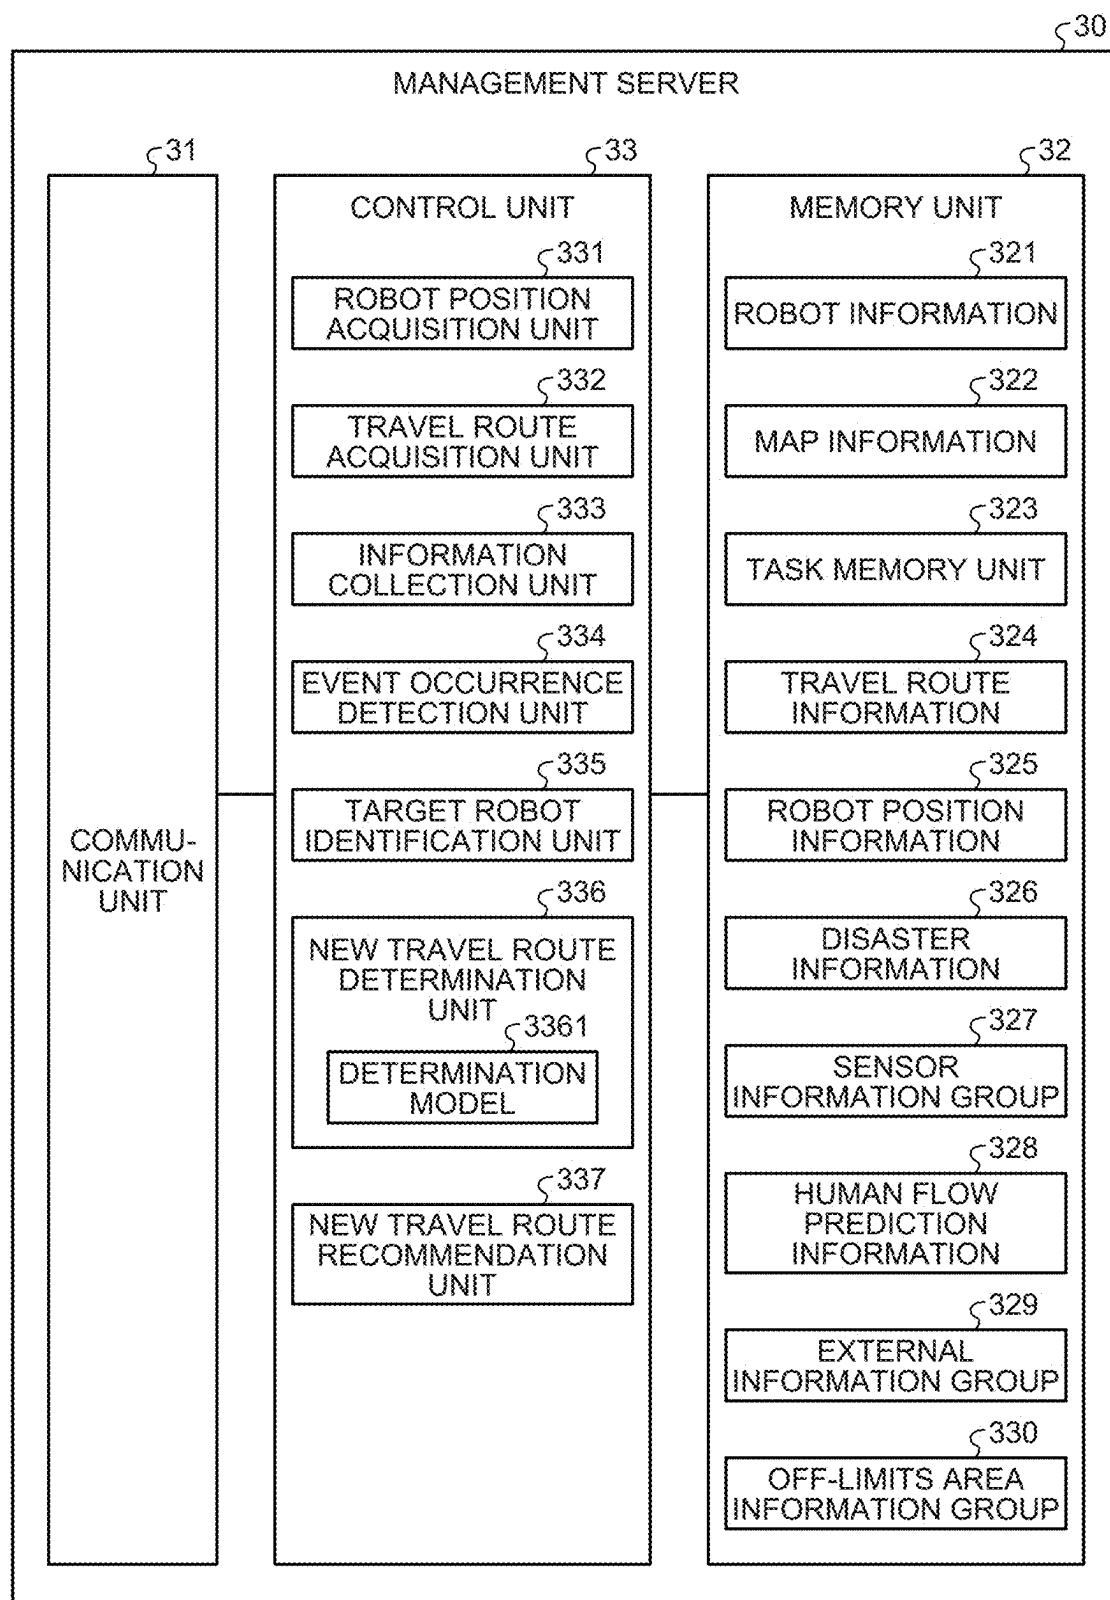 30
MANAGEMENT SERVER
31
COMMU-
NICATION
UNIT
33
CONTROL UNIT
331
ROBOT POSITION
ACQUISITION UNIT
332
TRAVEL ROUTE
ACQUISITION UNIT
333
INFORMATION
COLLECTION UNIT
334
EVENT OCCURRENCE
DETECTION UNIT
335
TARGET ROBOT
IDENTIFICATION UNIT
336
NEW TRAVEL ROUTE
DETERMINATION
UNIT
3361
DETERMINATION
MODEL
337
NEW TRAVEL ROUTE
RECOMMENDATION
UNIT
32
MEMORY UNIT
321
ROBOT INFORMATION
322
MAP INFORMATION
323
TASK MEMORY UNIT
324
TRAVEL ROUTE
INFORMATION
325
ROBOT POSITION
INFORMATION
326
DISASTER
INFORMATION
327
SENSOR
INFORMATION GROUP
328
HUMAN FLOW
PREDICTION
INFORMATION
329
EXTERNAL
INFORMATION GROUP
330
OFF-LIMITS AREA
INFORMATION GROUP